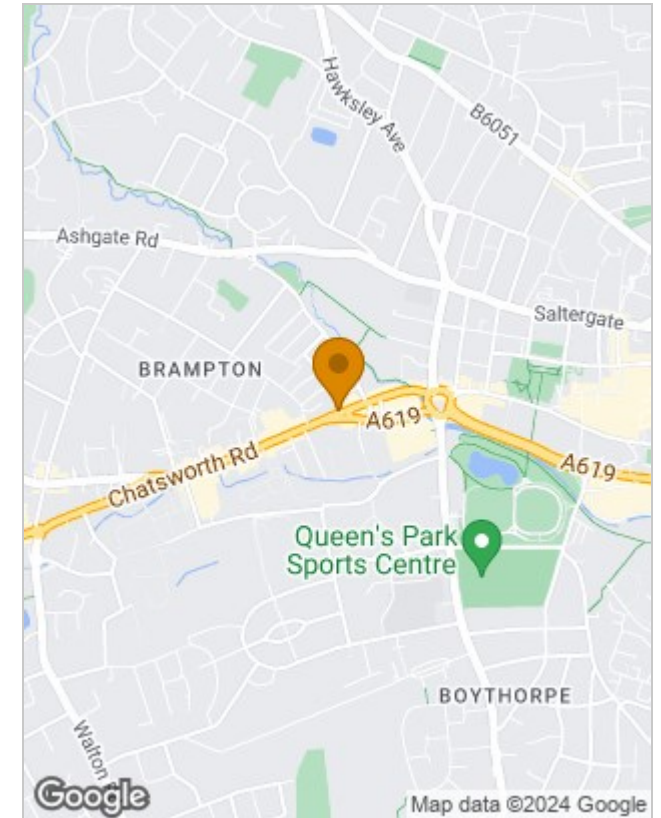 Hawksley Ave
B6051
Ashgate Rd
Saltergate
BRAMPTON
A619
Chatsworth Rd
A619
Queen's Park
Sports Centre
BOYTHORPE
Walton
Google
Map data ©2024 Google